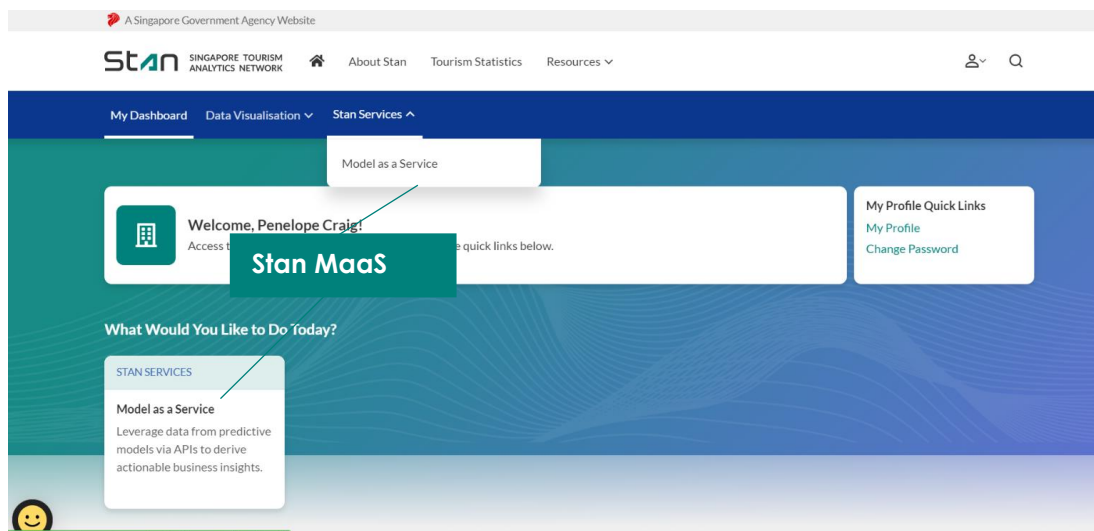 A Singapore Government Agency Website
Stan SINGAPORE TOURISM
ANALYTICS NETWORK
About Stan Tourism Statistics Resources
My Dashboard Data Visualisation Stan Services
Model as a Service
Welcome, Penelope Craig!
Access t
e quick links below.
Stan MaaS
My Profile Quick Links
My Profile
Change Password
What Would You Like to Do Today?
STAN SERVICES
Model as a Service
Leverage data from predictive
models via APIs to derive
actionable business insights.